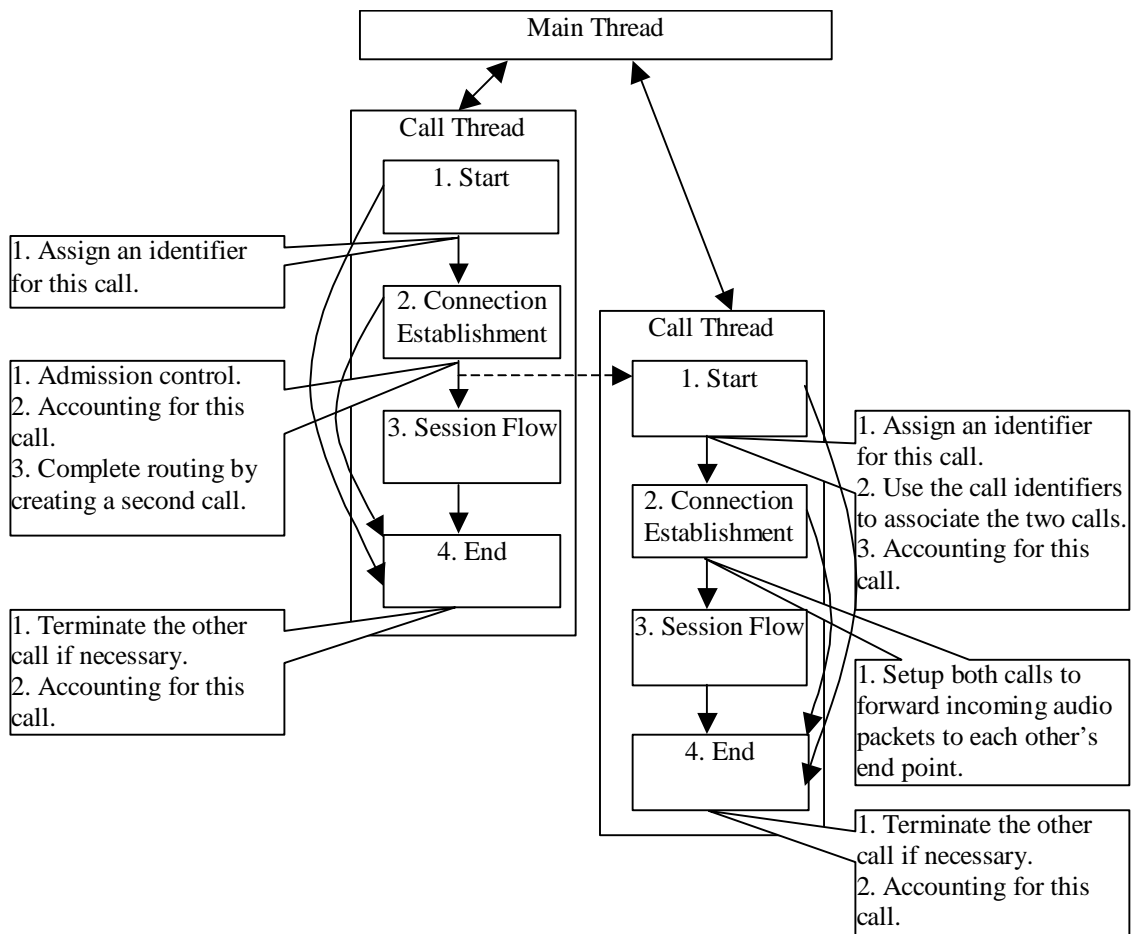 Main Thread
Call Thread
1. Start
1. Assign an identifier
for this call.
2. Connection
Establishment
1. Admission control.
2. Accounting for this
call.
3. Complete routing by
creating a second call.
3. Session Flow
4. End
1. Terminate the other
call if necessary.
2. Accounting for this
call.
Call Thread
1. Start
1. Assign an identifier
for this call.
2. Use the call identifiers
to associate the two calls.
3. Accounting for this
call.
2. Connection
Establishment
3. Session Flow
1. Setup both calls to
forward incoming audio
packets to each other’s
end point.
4. End
1. Terminate the other
call if necessary.
2. Accounting for this
call.